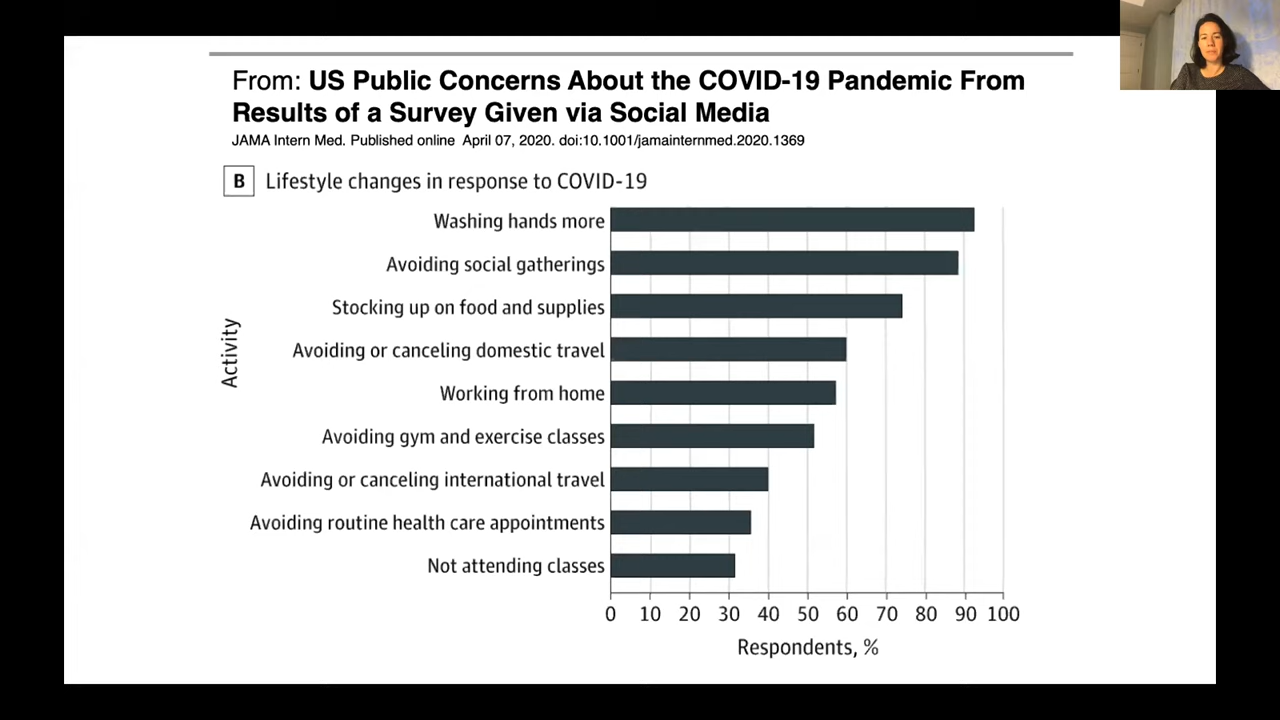 From: US Public Concerns About the COVID-19 Pandemic From
Results of a Survey Given via Social Media
JAMA Intern Med. Published online April 07, 2020. doi:10.1001/jamainternmed.2020.1369
B Lifestyle changes in response to COVID-19
Activity
Washing hands more
Avoiding social gatherings
Stocking up on food and supplies
Avoiding or canceling domestic travel
Working from home
Avoiding gym and exercise classes
Avoiding or canceling international travel
Avoiding routine health care appointments
Not attending classes
0 10 20 30 40 50 60 70 80 90 100
Respondents, %